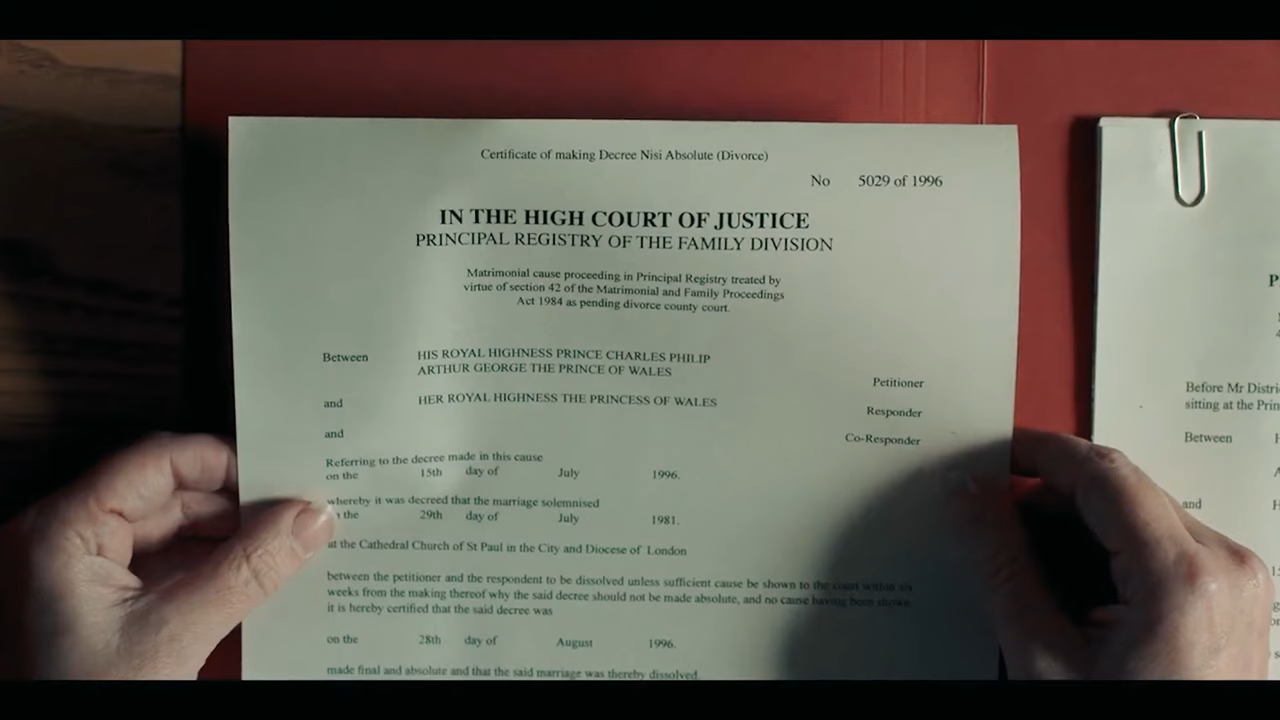 Certificate of making Decree Nisi Absolute (Divorce)
No 5029 of 1996
IN THE HIGH COURT OF JUSTICE
PRINCIPAL REGISTRY OF THE FAMILY DIVISION
Matrimonial cause proceeding in Principal Registry treated by
virtue of section 42 of the Matrimonial and Family Proceedings
Act 1984 as pending divorce county court.
Between HIS ROYAL HIGHNESS PRINCE CHARLES PHILIP
ARTHUR GEORGE THE PRINCE OF WALES
Petitioner
and HER ROYAL HIGHNESS THE PRINCESS OF WALES
Responder
and
Co-Responder
Referring to the decree made in this cause
on the 15th day of July 1996.
whereby it was decreed that the marriage solemnised
the 29th day of July 1981.
at the Cathedral Church of St Paul in the City and Diocese of London
between the petitioner and the respondent to be dissolved unless sufficient cause be shown to the court within six
weeks from the making thereof why the said decree should not be made absolute, and no cause having been shown
it is hereby certified that the said decree was
on the 28th day of August 1996.
made final and absolute and that the said marriage was thereby dissolved
P
Before Mr Distri
sitting at the Prin
Between H
A
and H